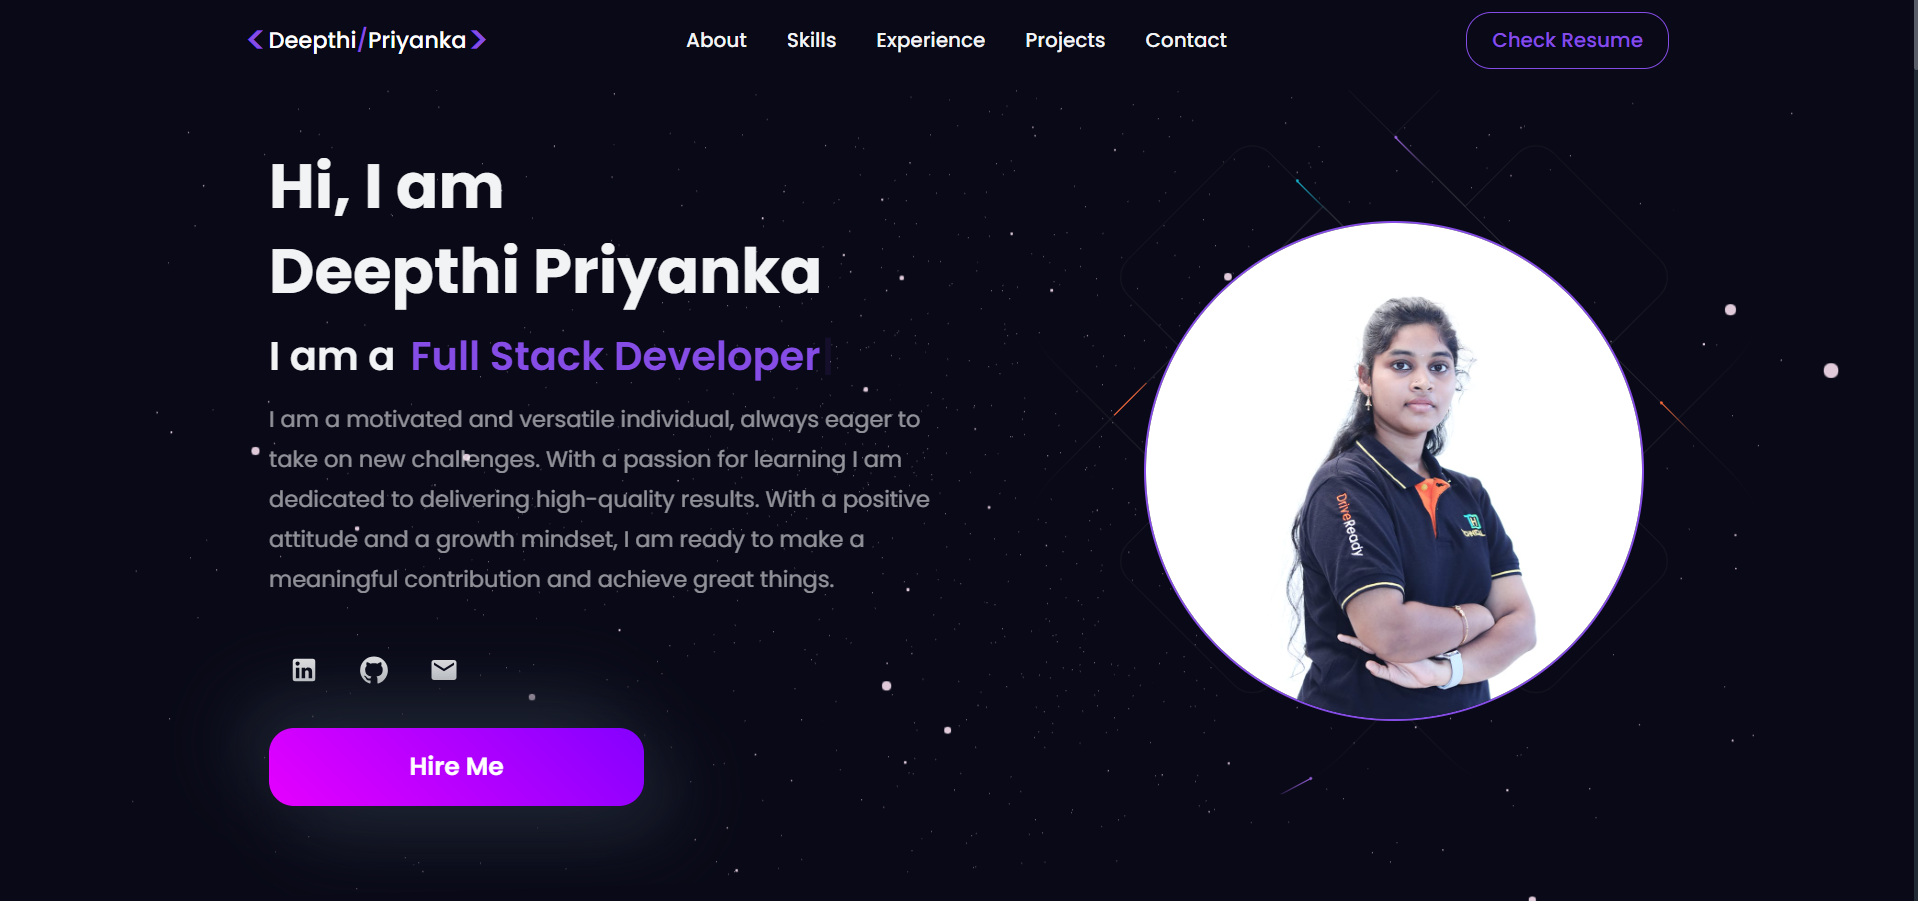 <Deepthi/Priyanka>
About
Skills
Experience
Projects
Contact
Check Resume
Hi, I am
Deepthi Priyanka
I am a Full Stack Developer
I am a motivated and versatile individual, always eager to
take on new challenges. With a passion for learning I am
dedicated to delivering high-quality results. With a positive
attitude and a growth mindset, I am ready to make a
meaningful contribution and achieve great things.
in
Hire Me
DriveReady